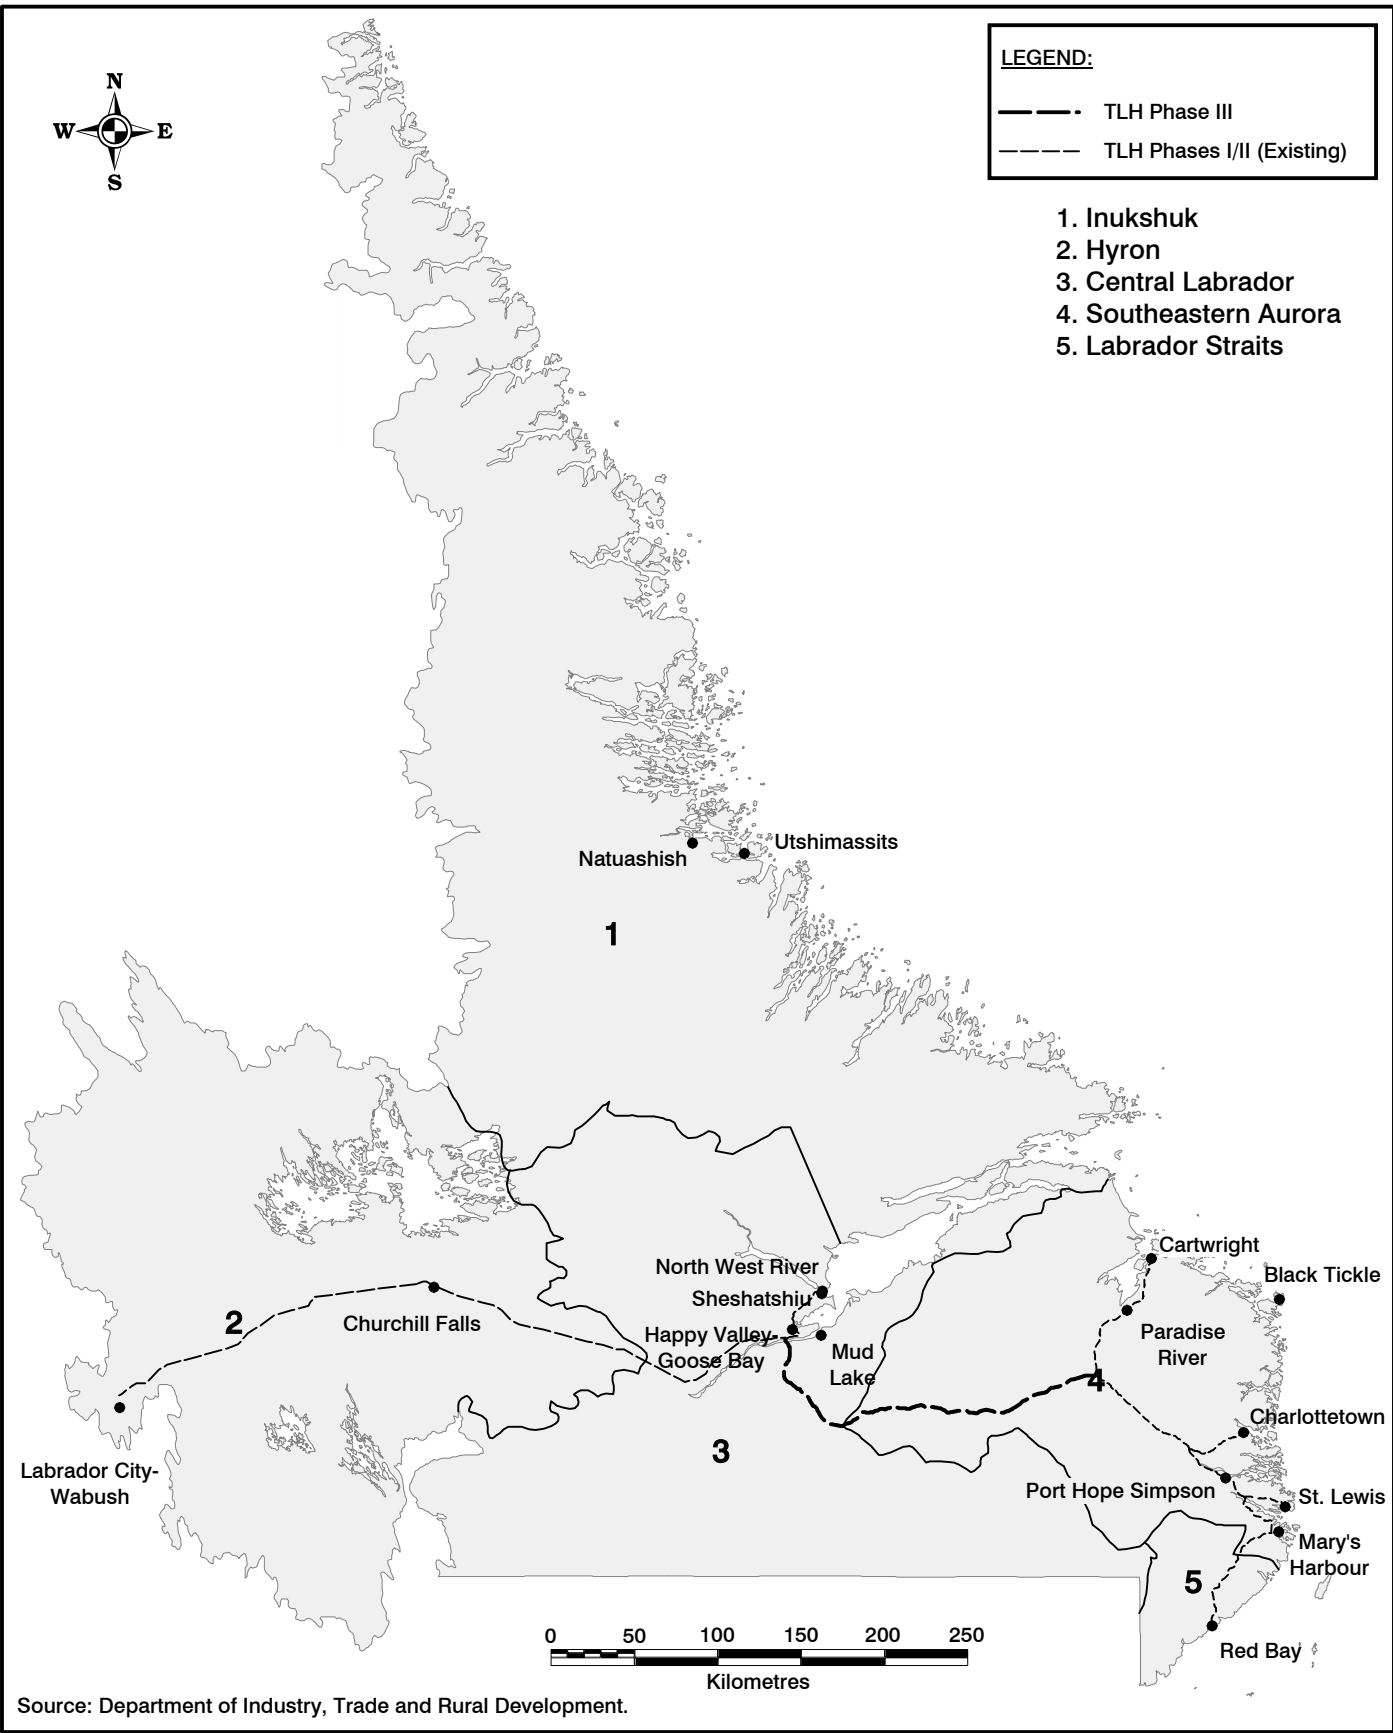 N
W
E
S
LEGEND:
TLH Phase III
TLH Phases I/II (Existing)
1. Inukshuk
2. Hyron
3. Central Labrador
4. Southeastern Aurora
5. Labrador Straits
Utshimassits
Natuashish
1
Cartwright
North West River
Black Tickle
Sheshatshiu
2
Churchill Falls
Happy Valley-
Goose Bay
Mud
Lake
Paradise
River
4
Charlottetown
3
Labrador City-
Wabush
Port Hope Simpson
St. Lewis
Mary's
Harbour
5
Red Bay
0 50 100 150 200 250
Kilometres
Source: Department of Industry, Trade and Rural Development.